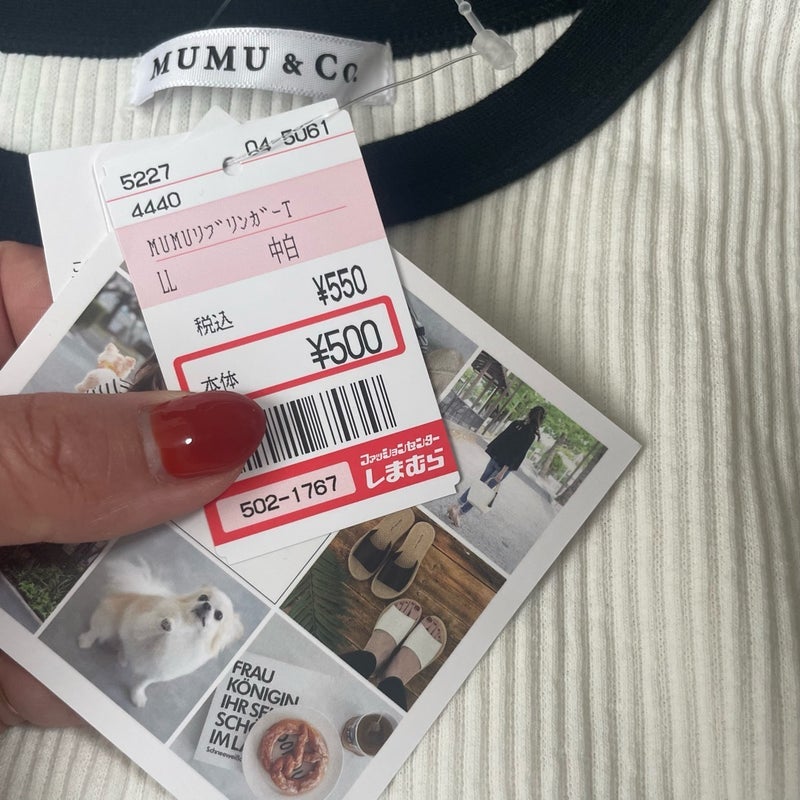 MUMU & Co.
5227
04-5061
4440
MUMUリブリンガーT
LL
中白
¥550
税込
¥500
本体
502-1767
ファッションセンター
しまむら
FRAU
KÖNIGIN
IHR
IM